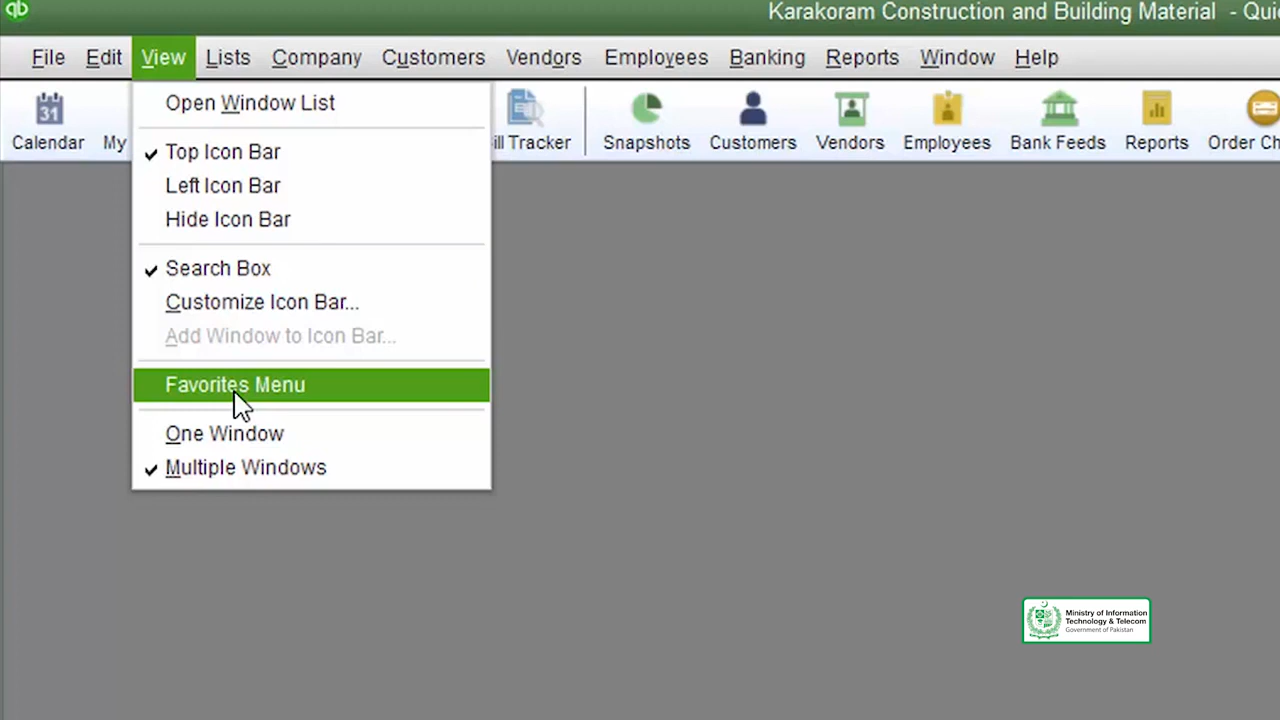 qb
Karakoram Construction and Building Material - Quic
File Edit View Lists Company Customers Vendors Employees Banking Reports Window Help
31
Calendar My ill Tracker Snapshots Customers Vendors Employees Bank Feeds Reports Order Ch
Open Window List
Top Icon Bar
Left Icon Bar
Hide Icon Bar
Search Box
Customize Icon Bar...
Add Window to Icon Bar...
Favorites Menu
One Window
Multiple Windows
Ministry of Information
Technology & Telecom
Government of Pakistan